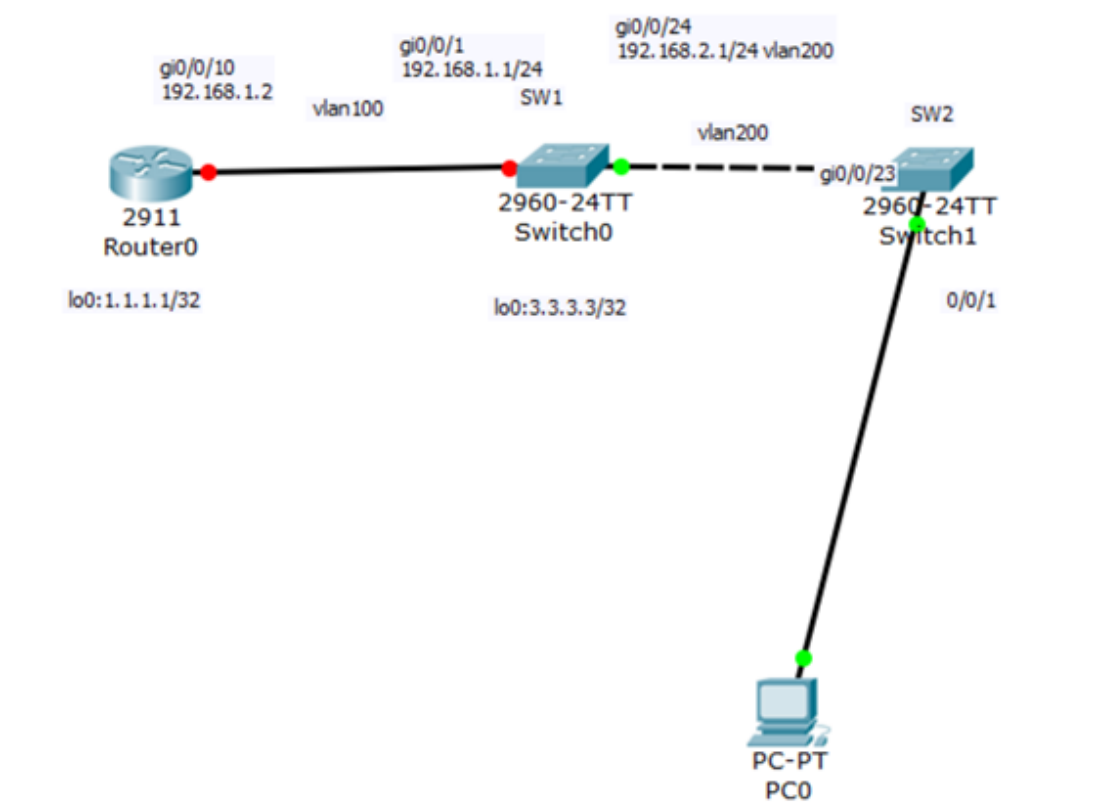 gi0/0/24
192.168.2.1/24 vlan200
gi0/0/1
192.168.1.1/24
gi0/0/10
192.168.1.2
vlan100
SW1
vlan200
SW2
gi0/0/23
2911
Router0
2960-24TT
Switch0
2960-24TT
Switch1
lo0:1.1.1.1/32
lo0:3.3.3.3/32
0/0/1
PC-PT
PC0